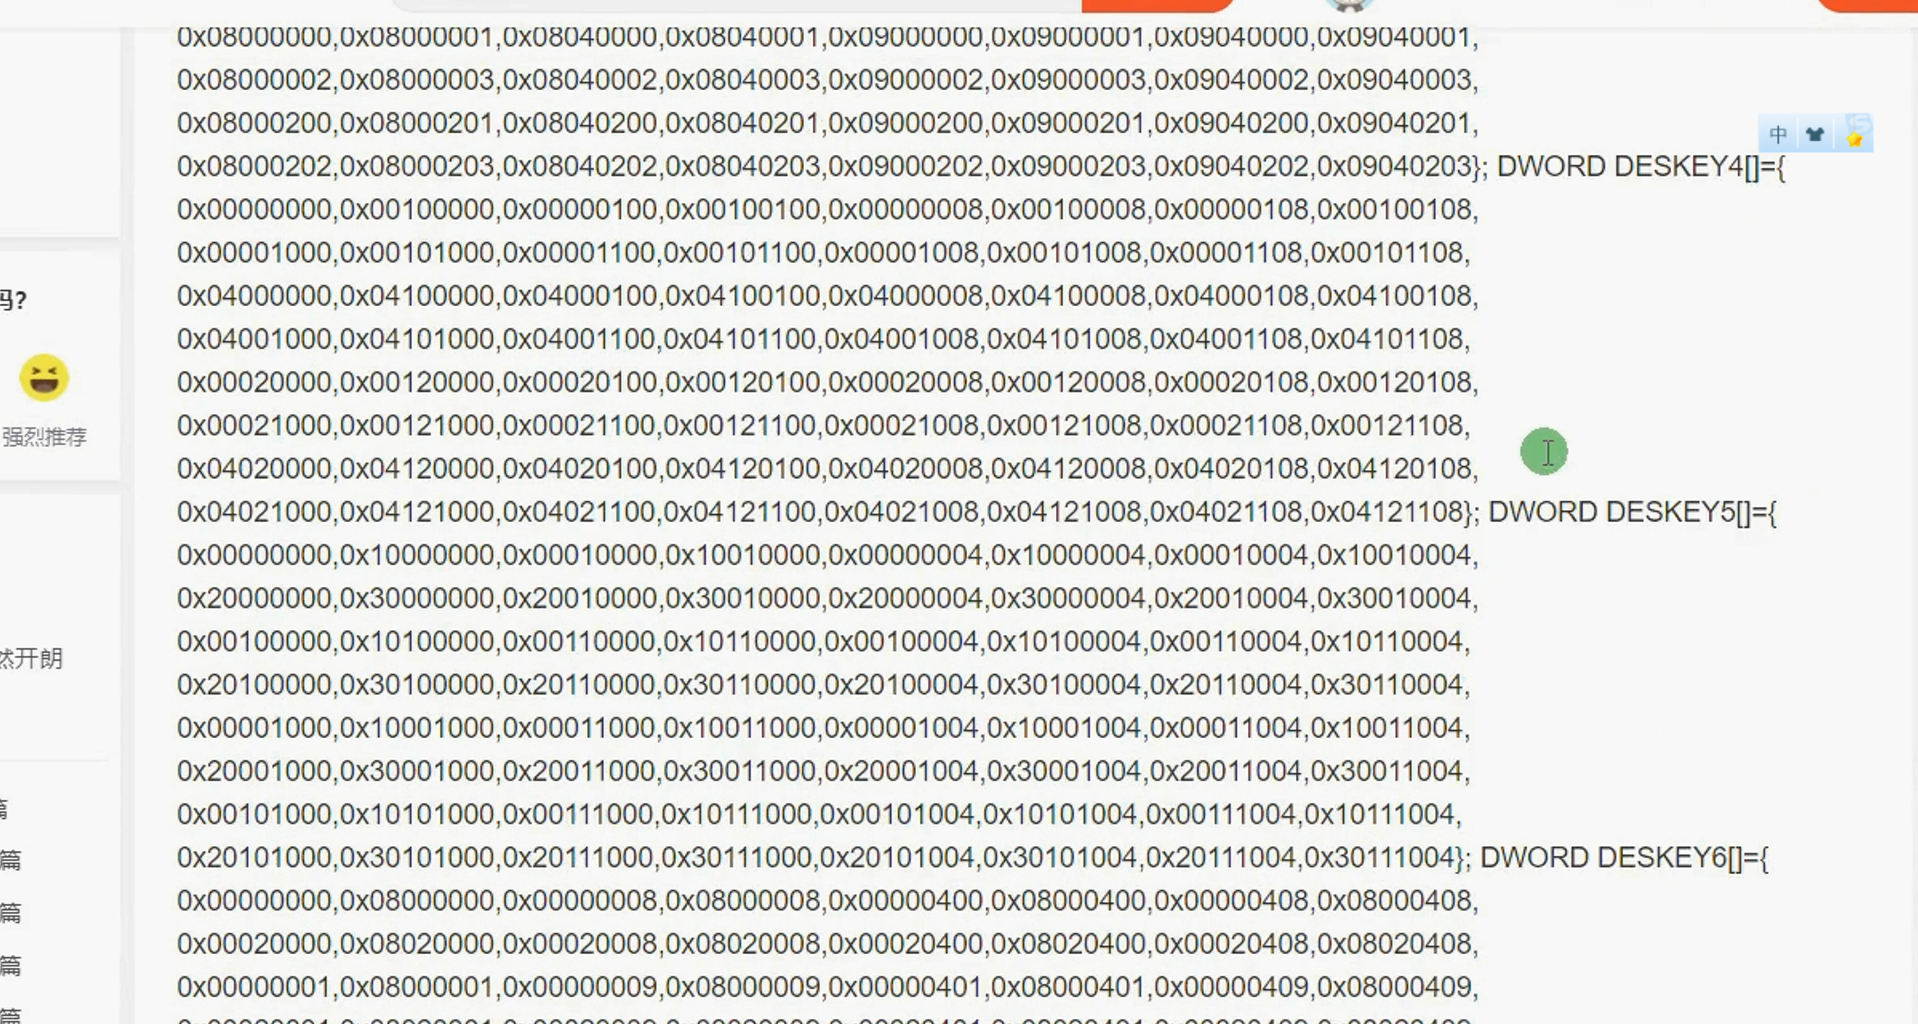 0x08000000,0x08000001,0x08040000,0x08040001,0x09000000,0x09000001,0x09040000,0x09040001,
0x08000002,0x08000003,0x08040002,0x08040003,0x09000002,0x09000003,0x09040002,0x09040003,
0x08000200,0x08000201,0x08040200,0x08040201,0x09000200,0x09000201,0x09040200,0x09040201,
中
0x08000202,0x08000203,0x08040202,0x08040203,0x09000202,0x09000203,0x09040202,0x09040203}; DWORD DESKEY4[]={
0x00000000,0x00100000,0x00000100,0x00100100,0x00000008,0x00100008,0x00000108,0x00100108,
0x00001000,0x00101000,0x00001100,0x00101100,0x00001008,0x00101008,0x00001108,0x00101108,
0x04000000,0x04100000,0x04000100,0x04100100,0x04000008,0x04100008,0x04000108,0x04100108,
0x04001000,0x04101000,0x04001100,0x04101100,0x04001008,0x04101008,0x04001108,0x04101108,
0x00020000,0x00120000,0x00020100,0x00120100,0x00020008,0x00120008,0x00020108,0x00120108,
0x00021000,0x00121000,0x00021100,0x00121100,0x00021008,0x00121008,0x00021108,0x00121108,
0x04020000,0x04120000,0x04020100,0x04120100,0x04020008,0x04120008,0x04020108,0x04120108,
0x04021000,0x04121000,0x04021100,0x04121100,0x04021008,0x04121008,0x04021108,0x04121108}; DWORD DESKEY5[]={
0x00000000,0x10000000,0x00010000,0x10010000,0x00000004,0x10000004,0x00010004,0x10010004,
0x20000000,0x30000000,0x20010000,0x30010000,0x20000004,0x30000004,0x20010004,0x30010004,
0x00100000,0x10100000,0x00110000,0x10110000,0x00100004,0x10100004,0x00110004,0x10110004,
0x20100000,0x30100000,0x20110000,0x30110000,0x20100004,0x30100004,0x20110004,0x30110004,
0x00001000,0x10001000,0x00011000,0x10011000,0x00001004,0x10001004,0x00011004,0x10011004,
0x20001000,0x30001000,0x20011000,0x30011000,0x20001004,0x30001004,0x20011004,0x30011004,
0x00101000,0x10101000,0x00111000,0x10111000,0x00101004,0x10101004,0x00111004,0x10111004,
0x20101000,0x30101000,0x20111000,0x30111000,0x20101004,0x30101004,0x20111004,0x30111004}; DWORD DESKEY6[]={
0x00000000,0x08000000,0x00000008,0x08000008,0x00000400,0x08000400,0x00000408,0x08000408,
0x00020000,0x08020000,0x00020008,0x08020008,0x00020400,0x08020400,0x00020408,0x08020408,
0x00000001,0x08000001,0x00000009,0x08000009,0x00000401,0x08000401,0x00000409,0x08000409,
吗?
强烈推荐
然开朗
篇
篇
篇
篇